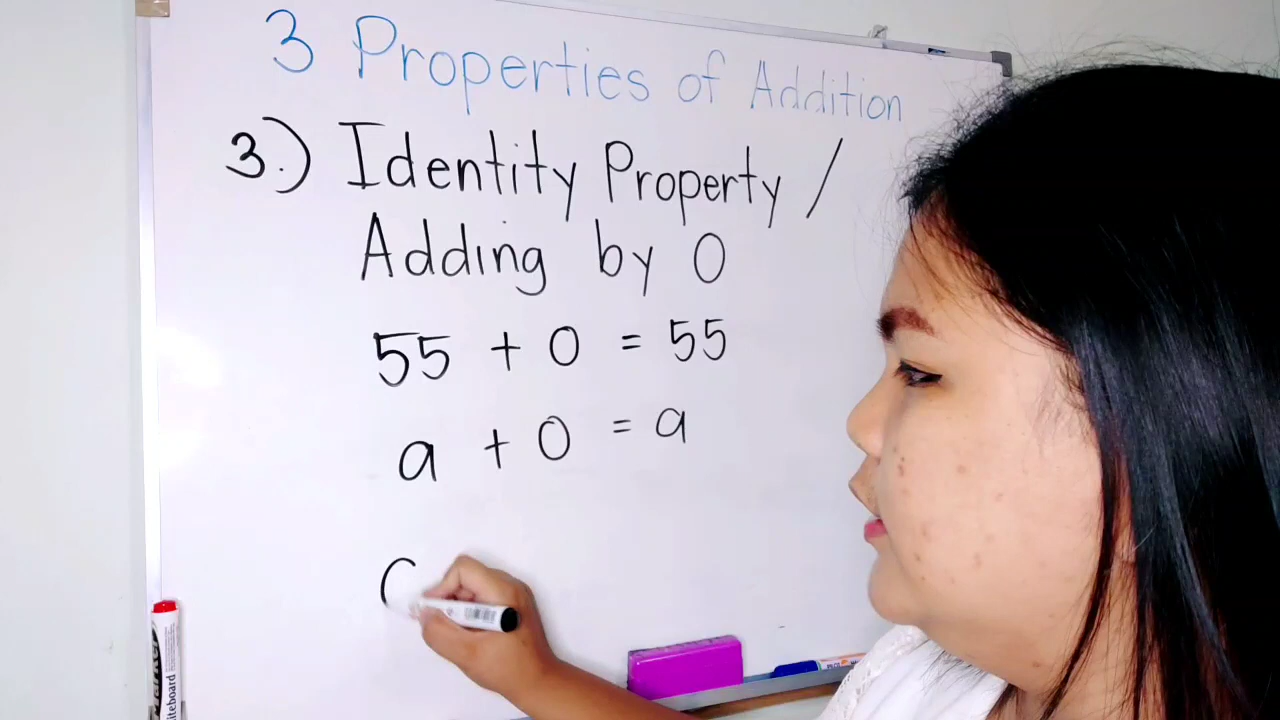 3 Properties of Addition
3.) Identity Property /
Adding by 0
55 + 0 = 55
a + 0 = a